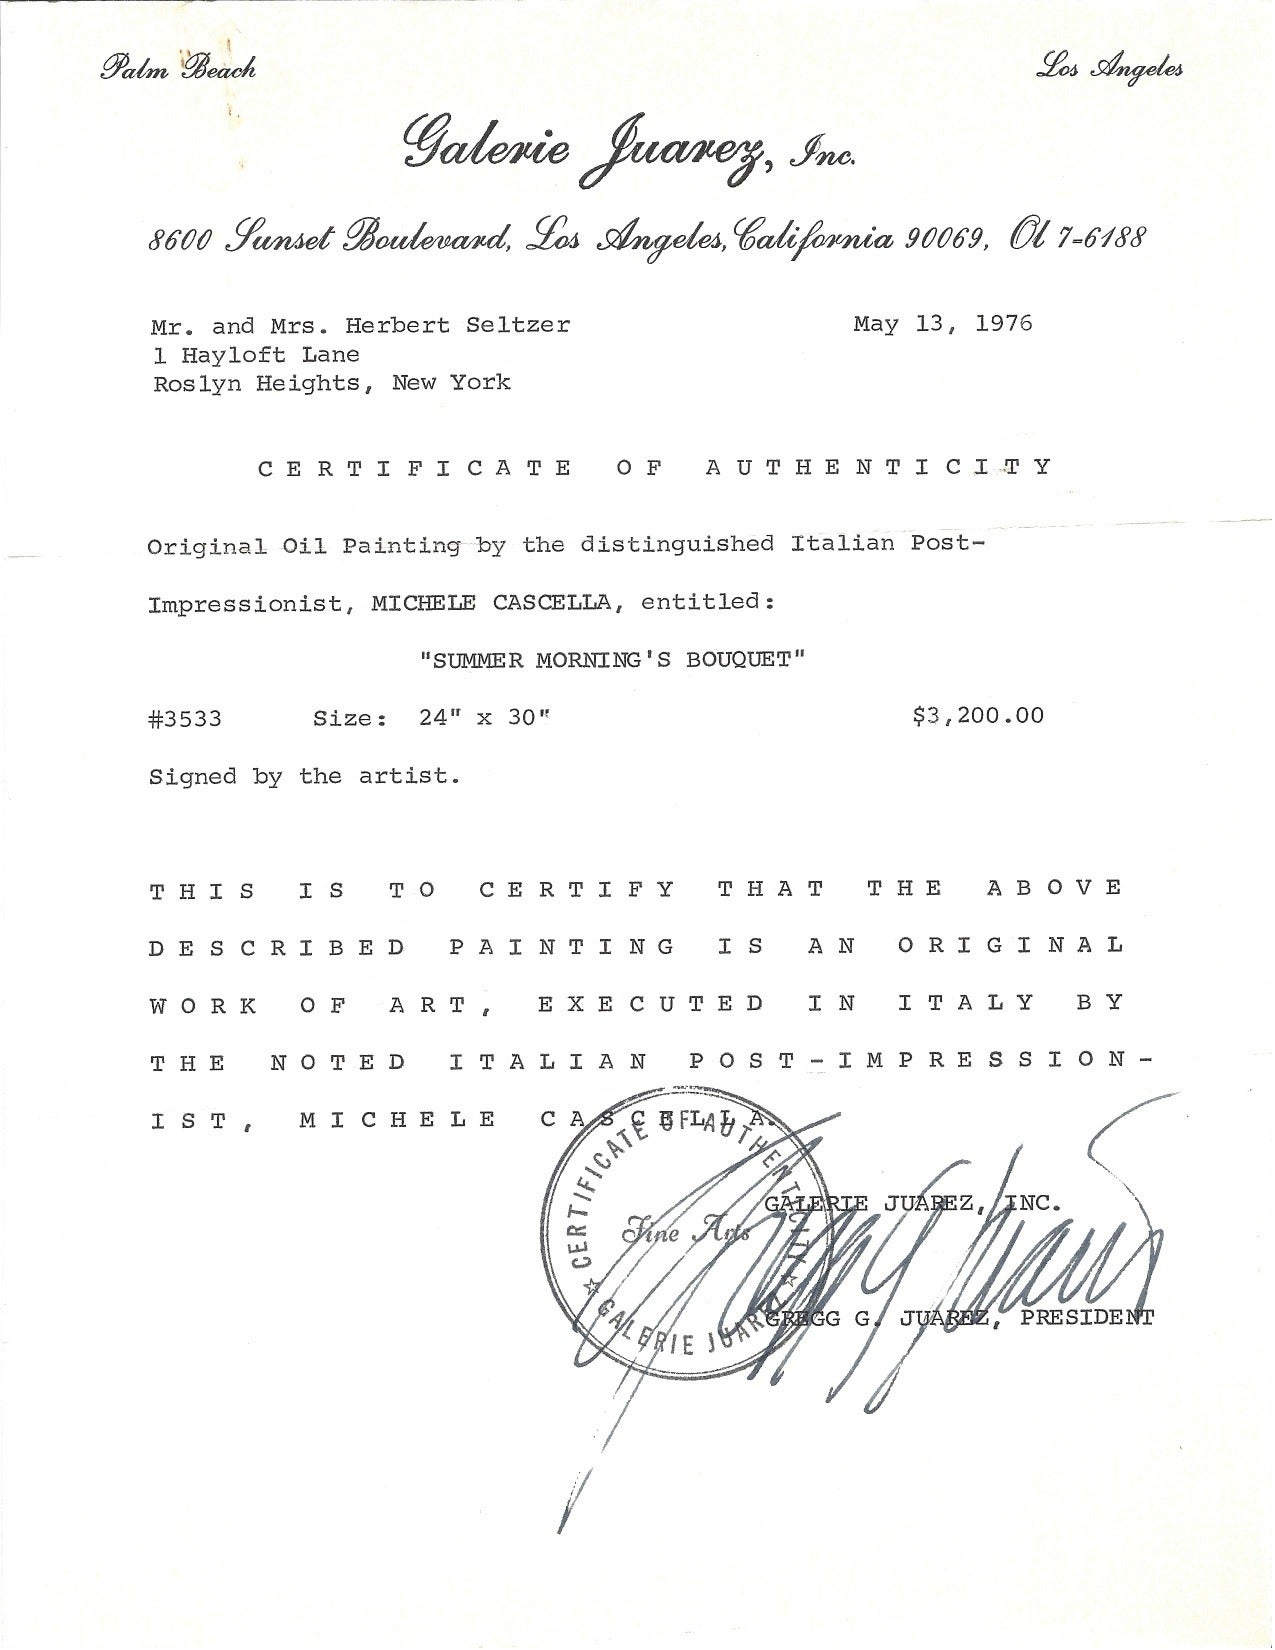 Palm Beach Los Angeles
Galerie Juarez, Inc.
8600 Sunset Boulevard, Los Angeles, California 90069, Ol 7-6188
Mr. and Mrs. Herbert Seltzer May 13, 1976
1 Hayloft Lane
Roslyn Heights, New York
CERTIFICATE OF AUTHENTICITY
Original Oil Painting by the distinguished Italian Post-
Impressionist, MICHELE CASCELLA, entitled:
"SUMMER MORNING'S BOUQUET"
#3533 Size: 24" x 30" $3,200.00
Signed by the artist.
THIS IS TO CERTIFY THAT THE ABOVE
DESCRIBED PAINTING IS AN ORIGINAL
WORK OF ART, EXECUTED IN ITALY BY
THE NOTED ITALIAN POST-IMPRESSION-
IST, MICHELE CASCELLA.
CERTIFICATE OF AUTHENTICITY
Fine Arts
GALERIE JUAREZ
GALERIE JUAREZ, INC.
Gregg Juarez
GREGG G. JUAREZ, PRESIDENT